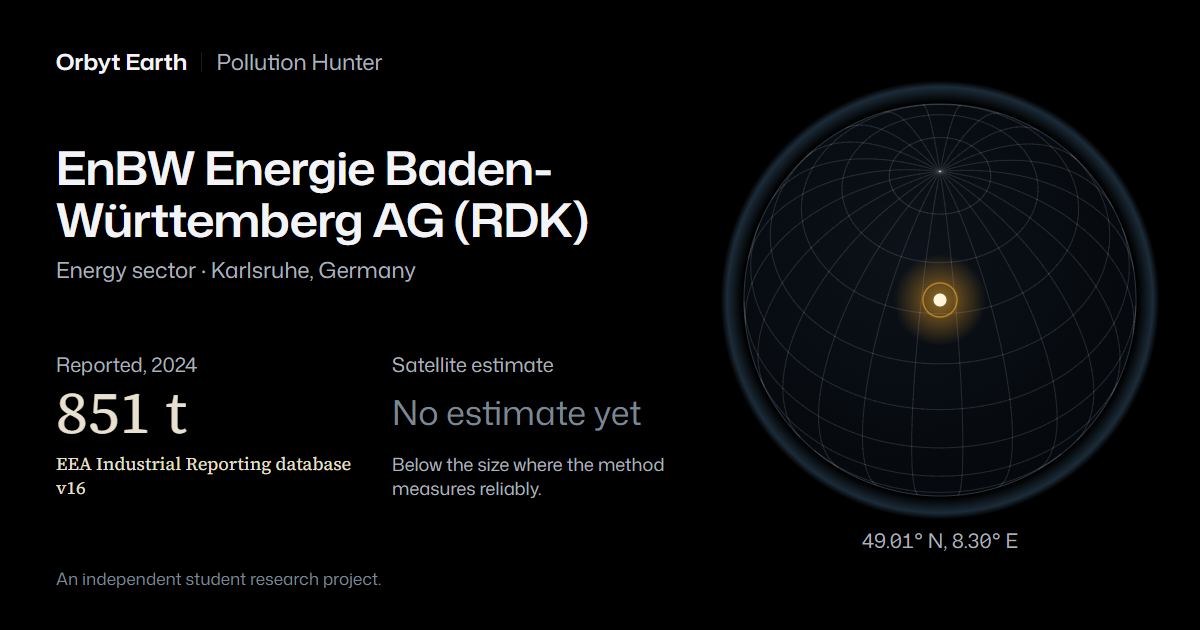 Orbyt Earth | Pollution Hunter
EnBW Energie Baden-
Württemberg AG (RDK)
Energy sector · Karlsruhe, Germany
Reported, 2024
851 t
EEA Industrial Reporting database
v16
Satellite estimate
No estimate yet
Below the size where the method
measures reliably.
49.01° N, 8.30° E
An independent student research project.